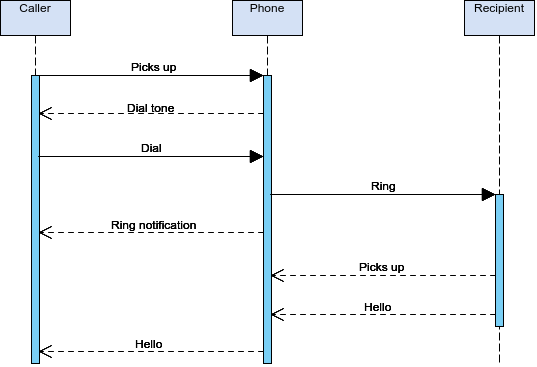 Caller
Phone
Recipient
Picks up
Dial tone
Dial
Ring
Ring notification
Picks up
Hello
Hello